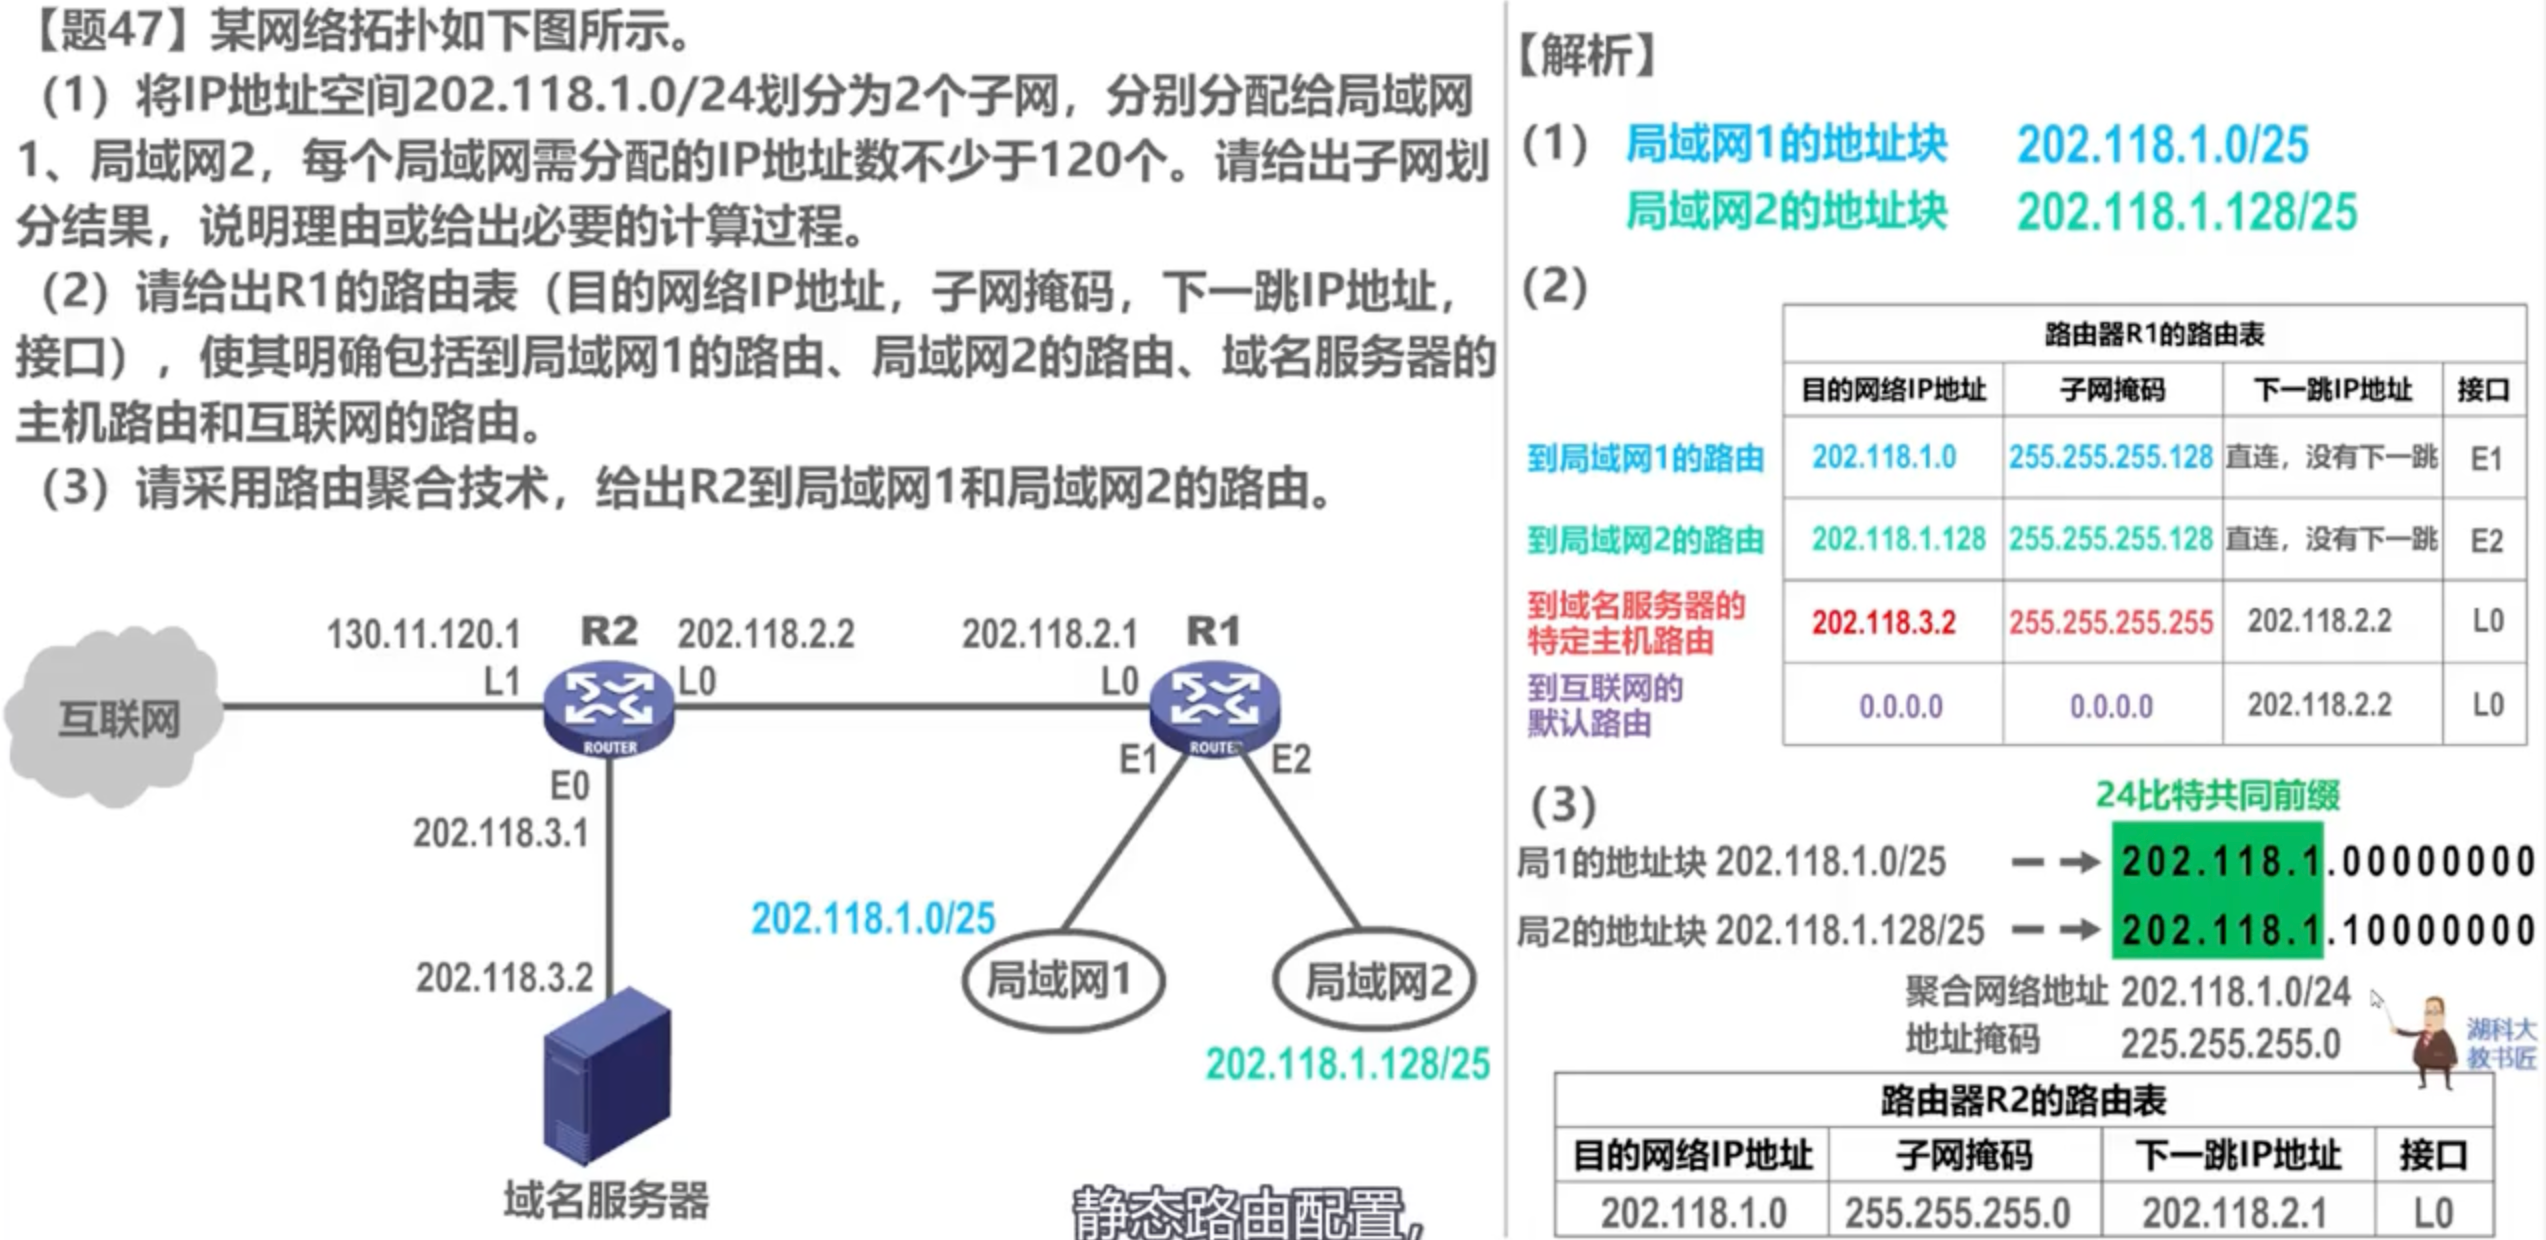 【题47】某网络拓扑如下图所示。
（1）将IP地址空间202.118.1.0/24划分为2个子网，分别分配给局域网
1、局域网2，每个局域网需分配的IP地址数不少于120个。请给出子网划
分结果，说明理由或给出必要的计算过程。
（2）请给出R1的路由表（目的网络IP地址，子网掩码，下一跳IP地址，
接口），使其明确包括到局域网1的路由、局域网2的路由、域名服务器的
主机路由和互联网的路由。
（3）请采用路由聚合技术，给出R2到局域网1和局域网2的路由。
130.11.120.1 R2 202.118.2.2 202.118.2.1 R1
L1 L0 L0
互联网
ROUTER ROUTER
E0 E1 E2
202.118.3.1
202.118.1.0/25
202.118.3.2 局域网1 局域网2
202.118.1.128/25
域名服务器
静态路由配置，
【解析】
（1） 局域网1的地址块 202.118.1.0/25
局域网2的地址块 202.118.1.128/25
（2）
路由器R1的路由表
目的网络IP地址 子网掩码 下一跳IP地址 接口
到局域网1的路由 202.118.1.0 255.255.255.128 直连，没有下一跳 E1
到局域网2的路由 202.118.1.128 255.255.255.128 直连，没有下一跳 E2
到域名服务器的
特定主机路由 202.118.3.2 255.255.255.255 202.118.2.2 L0
到互联网的
默认路由 0.0.0.0 0.0.0.0 202.118.2.2 L0
（3）
24比特共同前缀
局1的地址块 202.118.1.0/25 202.118.1.00000000
局2的地址块 202.118.1.128/25 202.118.1.10000000
聚合网络地址 202.118.1.0/24
地址掩码 225.255.255.0
湖科大
教书匠
路由器R2的路由表
目的网络IP地址 子网掩码 下一跳IP地址 接口
202.118.1.0 255.255.255.0 202.118.2.1 L0